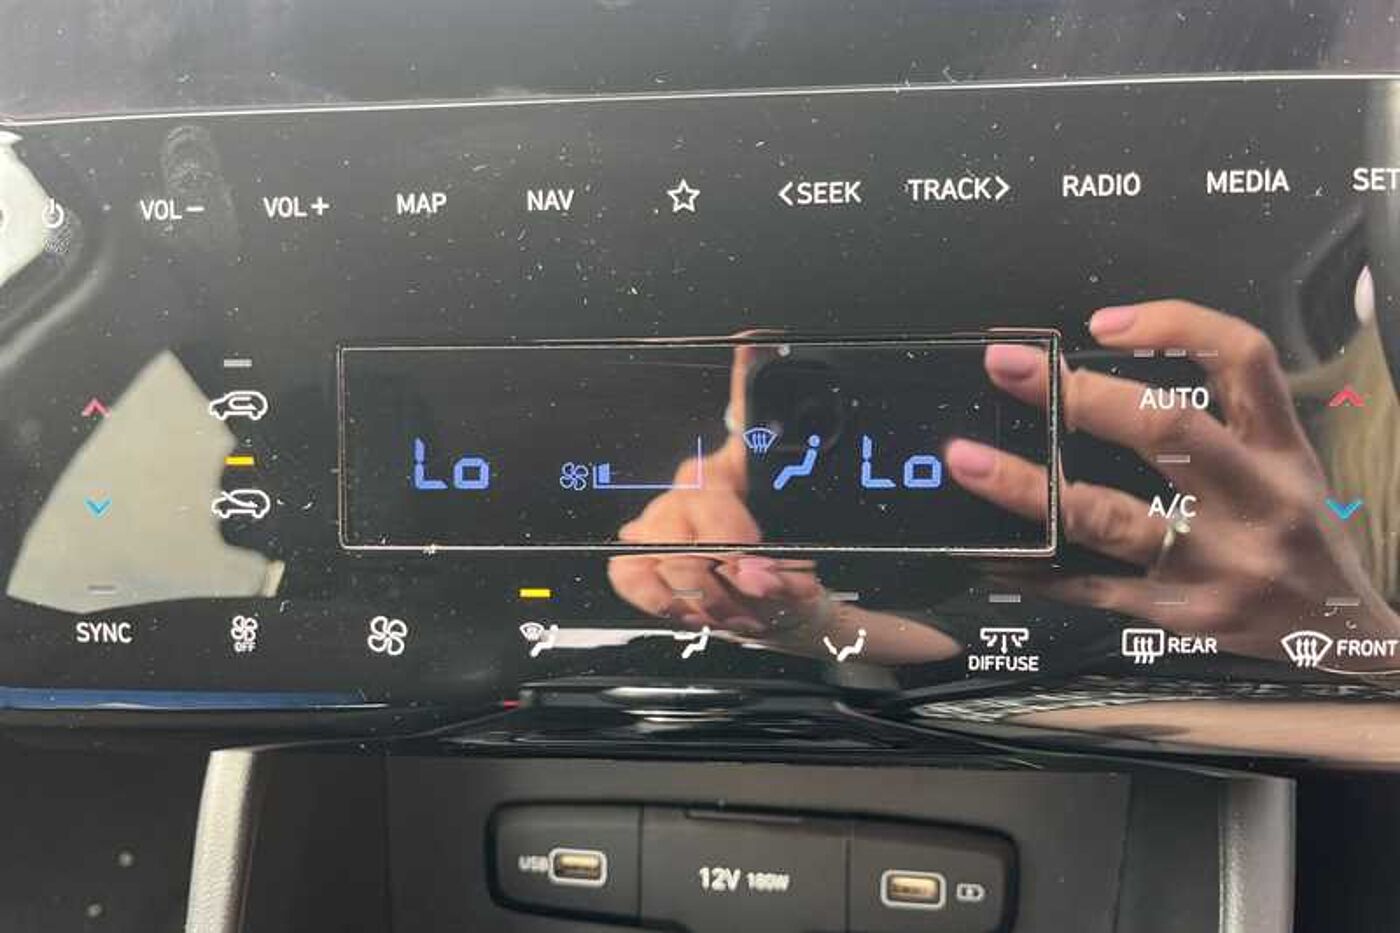 VOL− VOL+ MAP NAV <SEEK TRACK> RADIO MEDIA SET
AUTO
Lo Lo
A/C
SYNC OFF REAR FRONT
DIFFUSE
USB 12V 180W